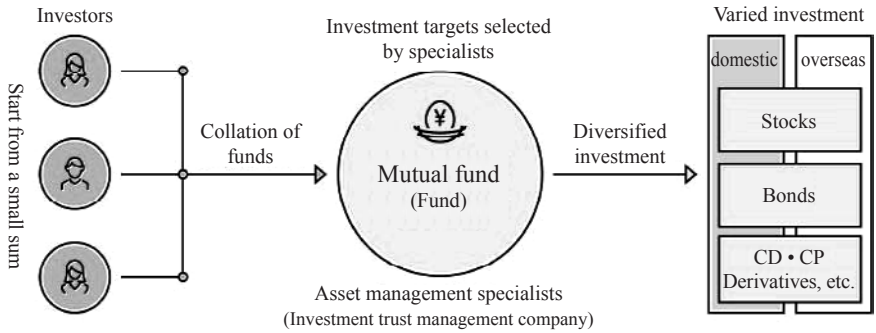 Investors
Start from a small sum
Collation of
funds
Investment targets selected
by specialists
¥
Mutual fund
(Fund)
Asset management specialists
(Investment trust management company)
Diversified
investment
Varied investment
domestic
overseas
Stocks
Bonds
CD • CP
Derivatives, etc.